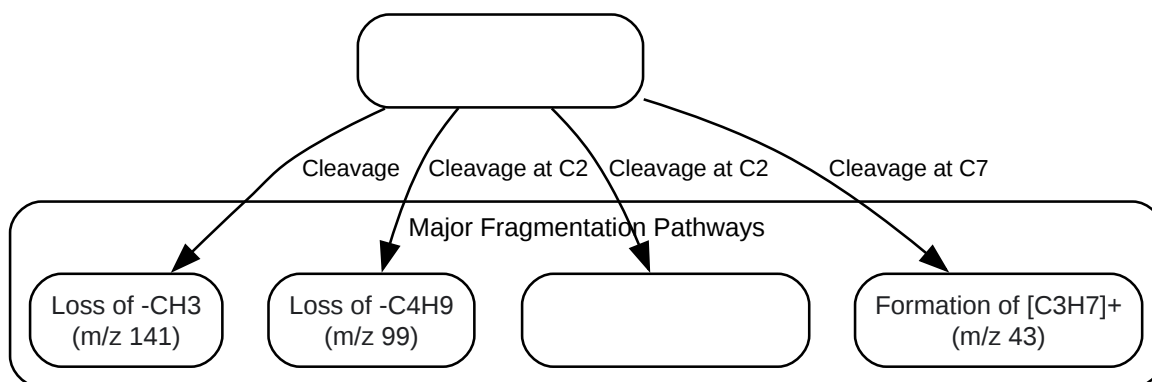 Cleavage
Cleavage at C2
Cleavage at C2
Cleavage at C7
Major Fragmentation Pathways
Loss of -CH3
(m/z 141)
Loss of -C4H9
(m/z 99)
Formation of [C3H7]+
(m/z 43)